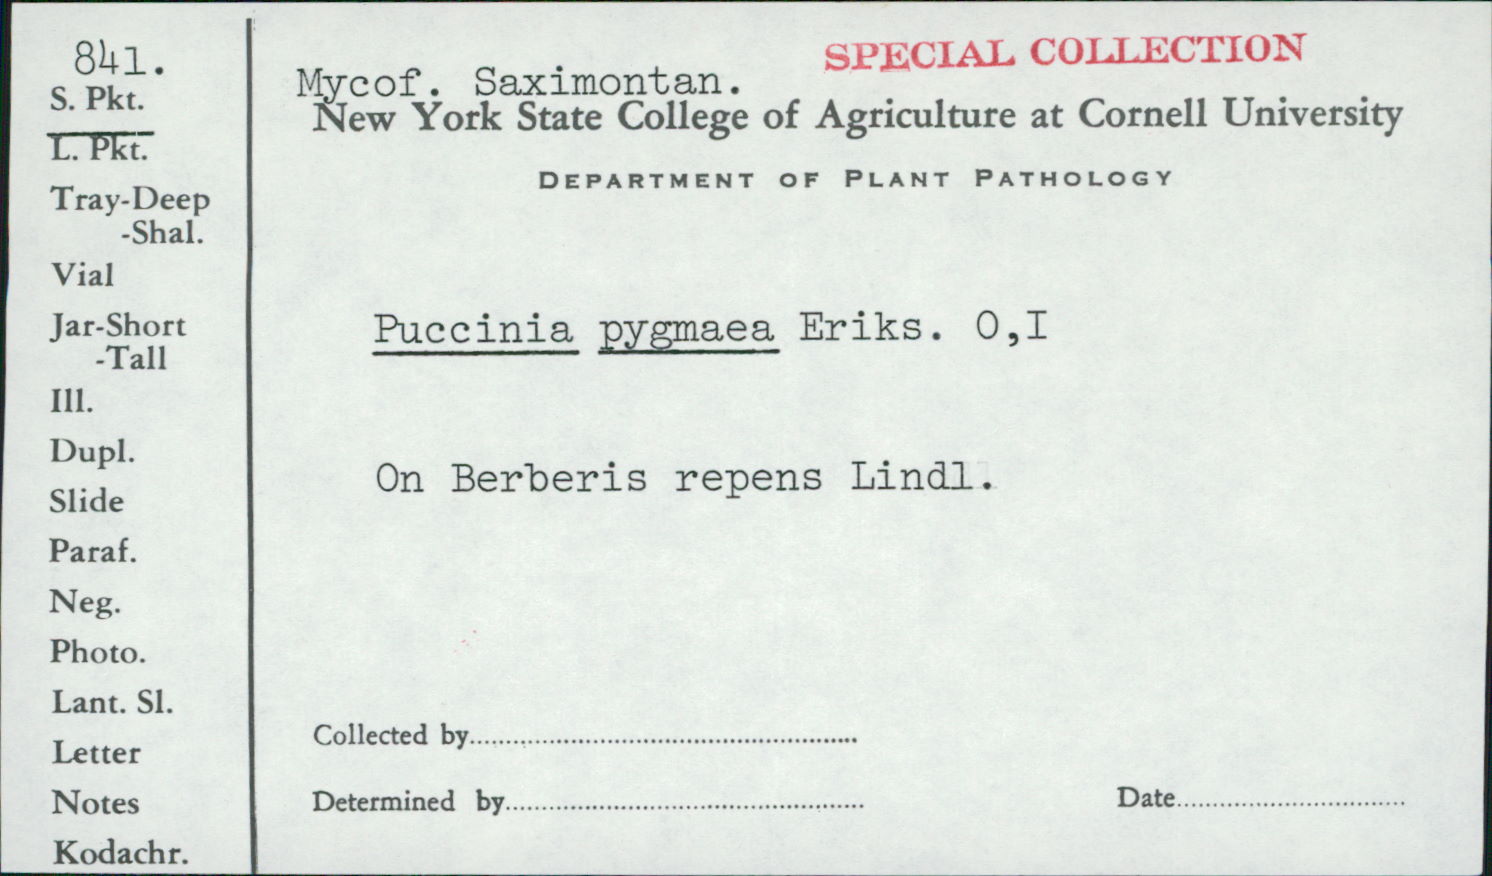 841.
S. Pkt.
L. Pkt.
Tray-Deep
-Shal.
Vial
Jar-Short
-Tall
Ill.
Dupl.
Slide
Paraf.
Neg.
Photo.
Lant. Sl.
Letter
Notes
Kodachr.
SPECIAL COLLECTION
Mycof. Saximontan.
New York State College of Agriculture at Cornell University
DEPARTMENT OF PLANT PATHOLOGY
Puccinia pygmaea Eriks. O,I
On Berberis repens Lindl.
Collected by
Determined by
Date